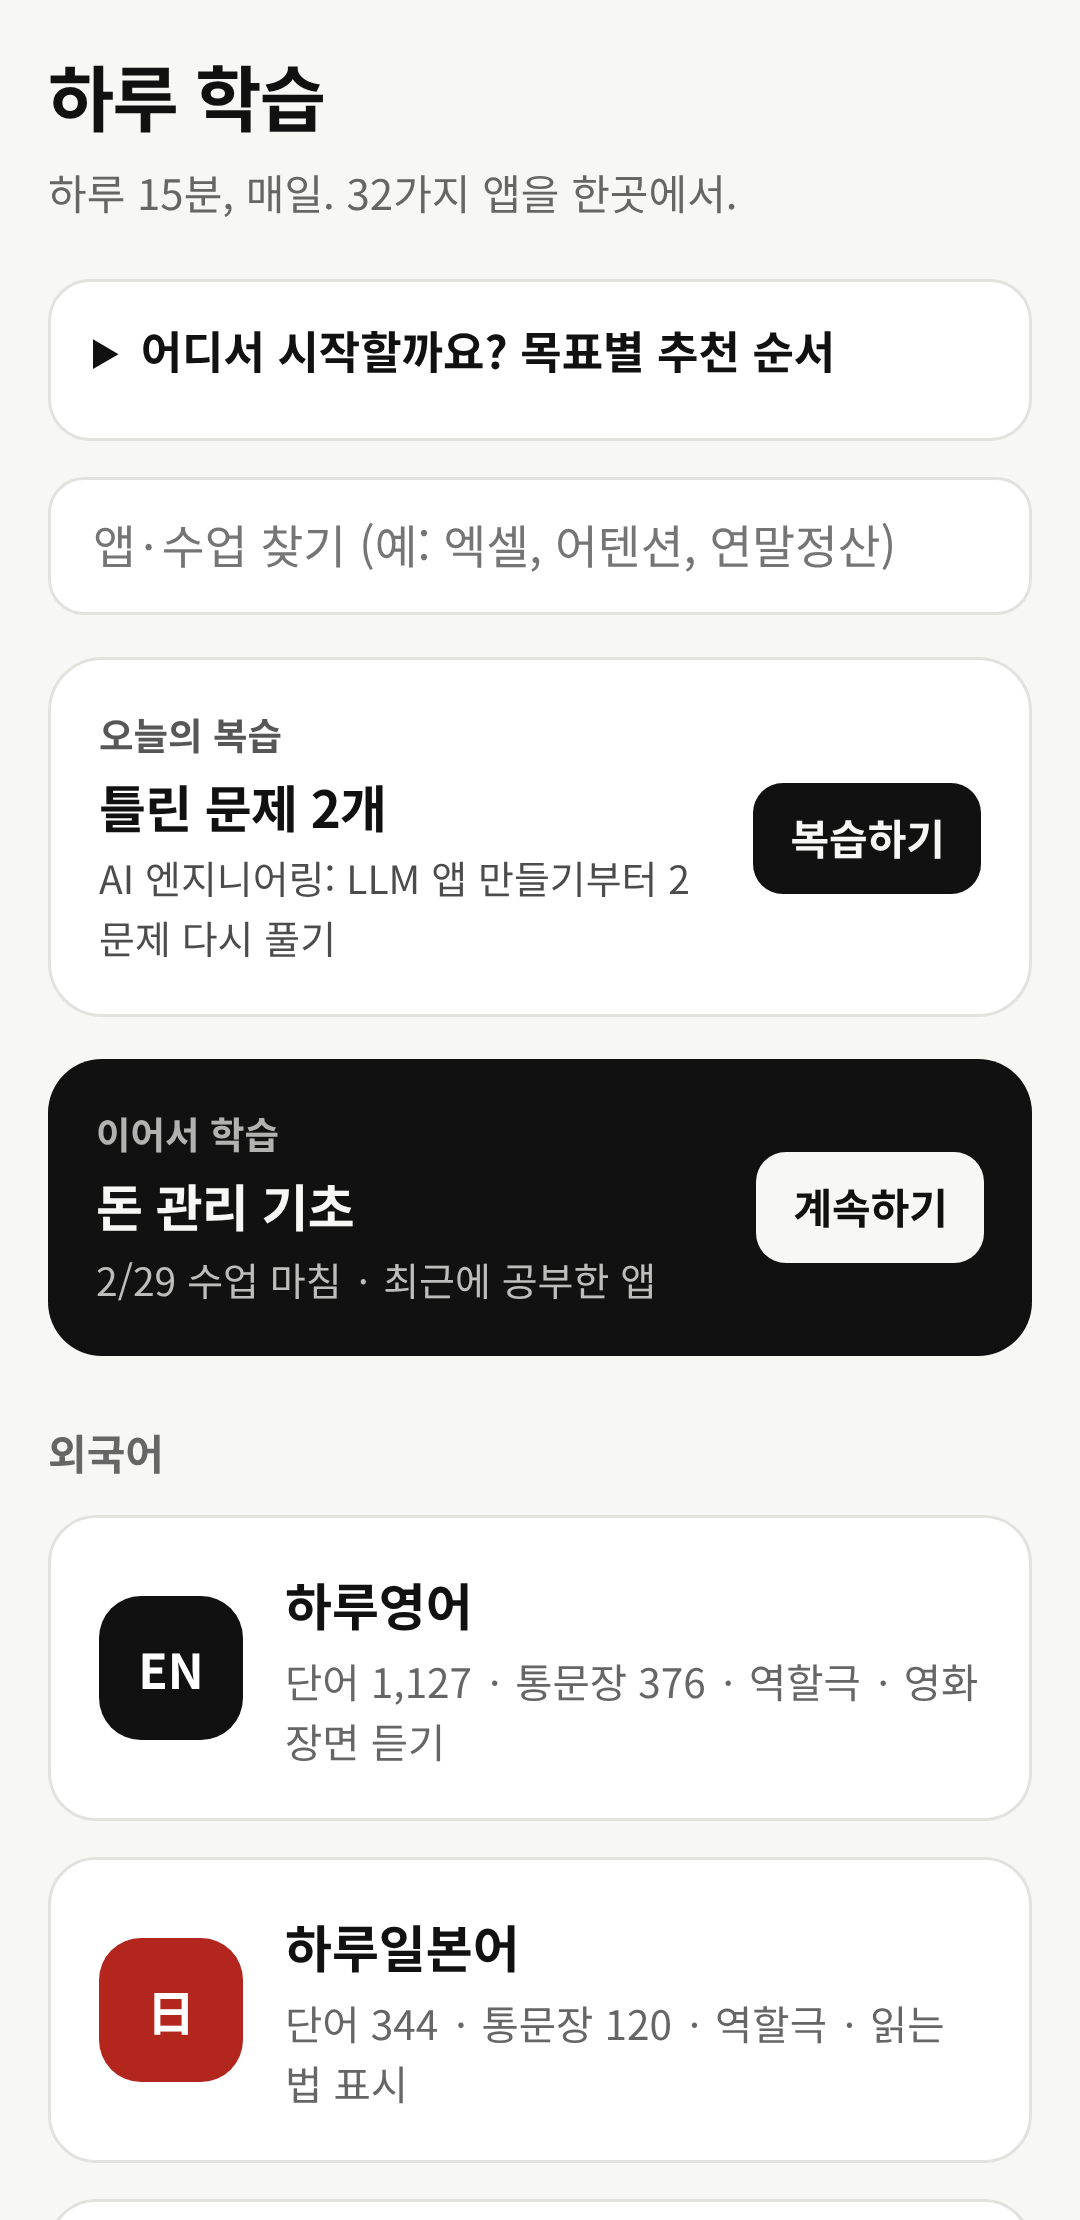 하루 학습
하루 15분, 매일. 32가지 앱을 한곳에서.
▶ 어디서 시작할까요? 목표별 추천 순서
앱·수업 찾기 (예: 엑셀, 어텐션, 연말정산)
오늘의 복습
틀린 문제 2개
AI 엔지니어링: LLM 앱 만들기부터 2
문제 다시 풀기
복습하기
이어서 학습
돈 관리 기초
2/29 수업 마침 · 최근에 공부한 앱
계속하기
외국어
EN
하루영어
단어 1,127 · 통문장 376 · 역할극 · 영화
장면 듣기
日
하루일본어
단어 344 · 통문장 120 · 역할극 · 읽는
법 표시